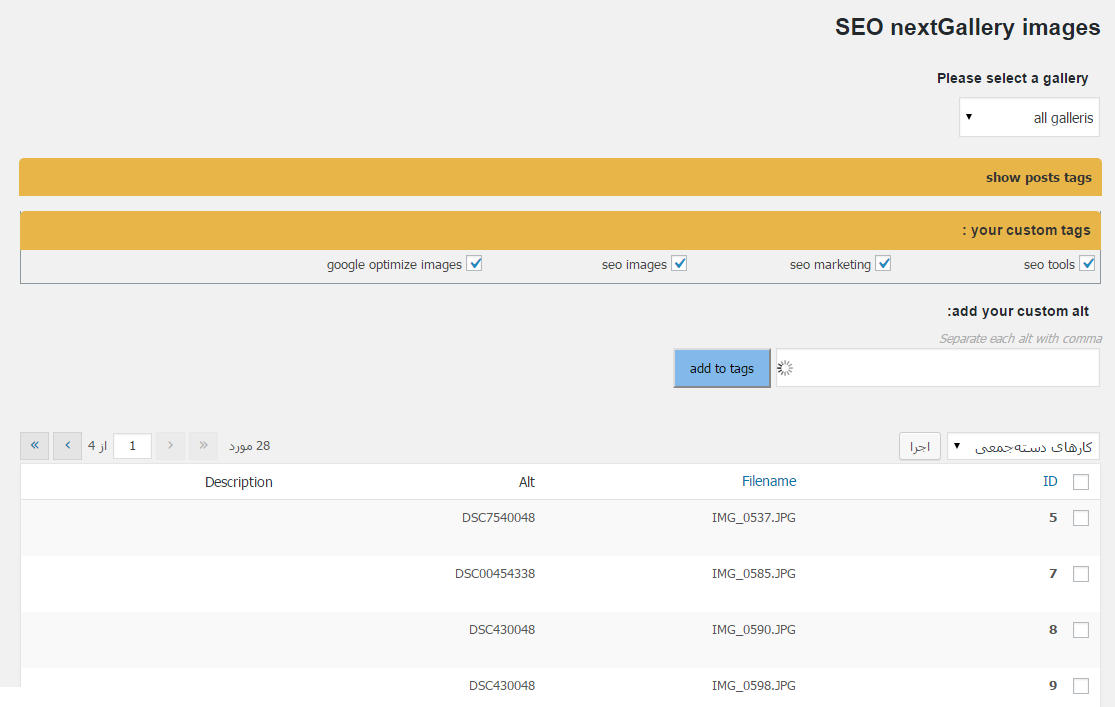 SEO nextGallery images
Please select a gallery
all galleris
show posts tags
: your custom tags
seo tools seo marketing seo images google optimize images
:add your custom alt
Separate each alt with comma
add to tags
کارهای دسته‌جمعی اجرا 28 مورد » › 1 از 4 ‹ «
ID Filename Alt Description
5 IMG_0537.JPG DSC7540048
7 IMG_0585.JPG DSC00454338
8 IMG_0590.JPG DSC430048
9 IMG_0598.JPG DSC430048